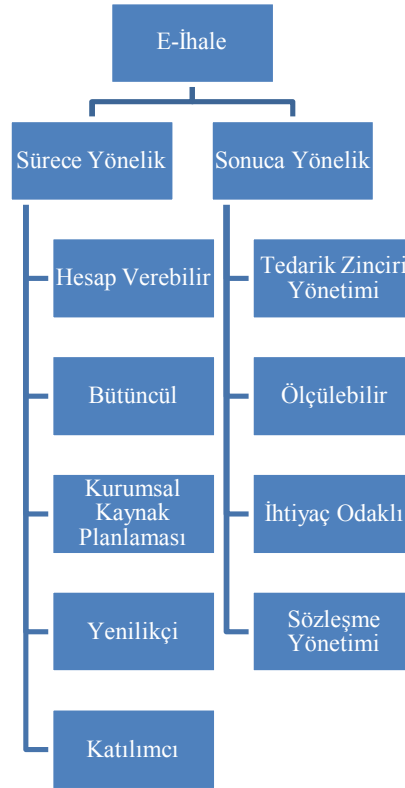 E-İhale
Sürece Yönelik
Hesap Verebilir
Bütüncül
Kurumsal
Kaynak
Planlaması
Yenilikçi
Katılımcı
Sonuca Yönelik
Tedarik Zinciri
Yönetimi
Ölçülebilir
İhtiyaç Odaklı
Sözleşme
Yönetimi